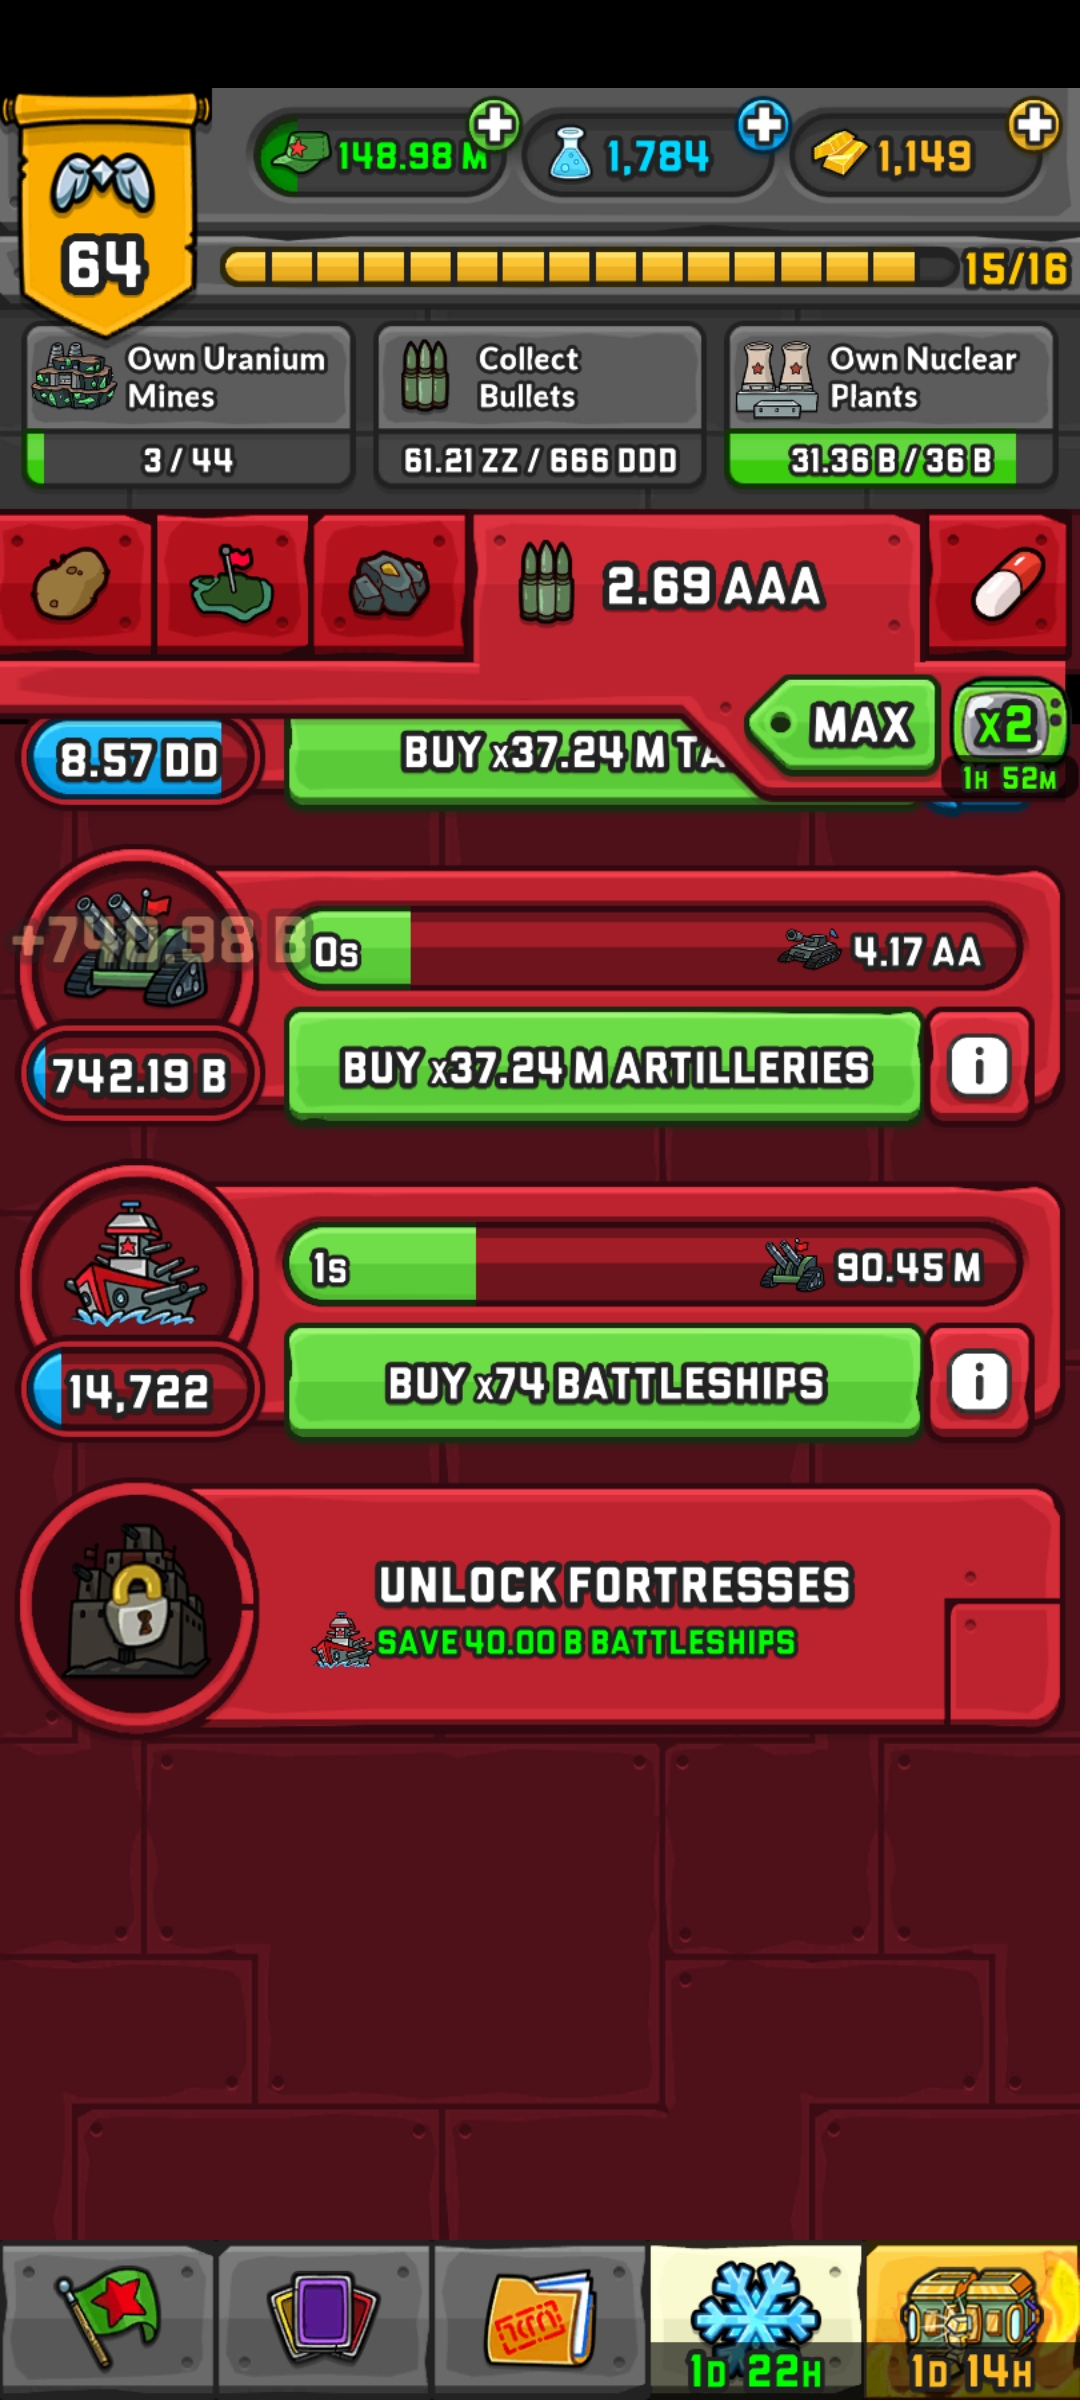 148.98 M
1,784
1,149
64
15/16
Own Uranium
Mines
Collect
Bullets
Own Nuclear
Plants
3 / 44
61.21 ZZ / 666 DDD
31.36 B / 36 B
2.69 AAA
MAX
X2
1H 52M
8.57 DD
BUY x37.24 M TA
0s
4.17 AA
742.19 B
BUY x37.24 M ARTILLERIES
i
1s
90.45 M
14,722
BUY x74 BATTLESHIPS
i
UNLOCK FORTRESSES
SAVE 40.00 B BATTLESHIPS
1D 22H
1D 14H